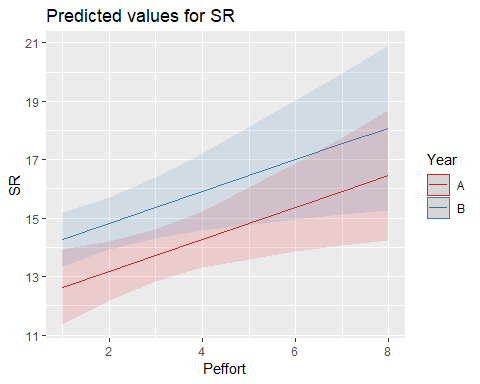 Predicted values for SR
21
19
17
15
13
11
SR
2
4
6
8
Peffort
Year
A
B